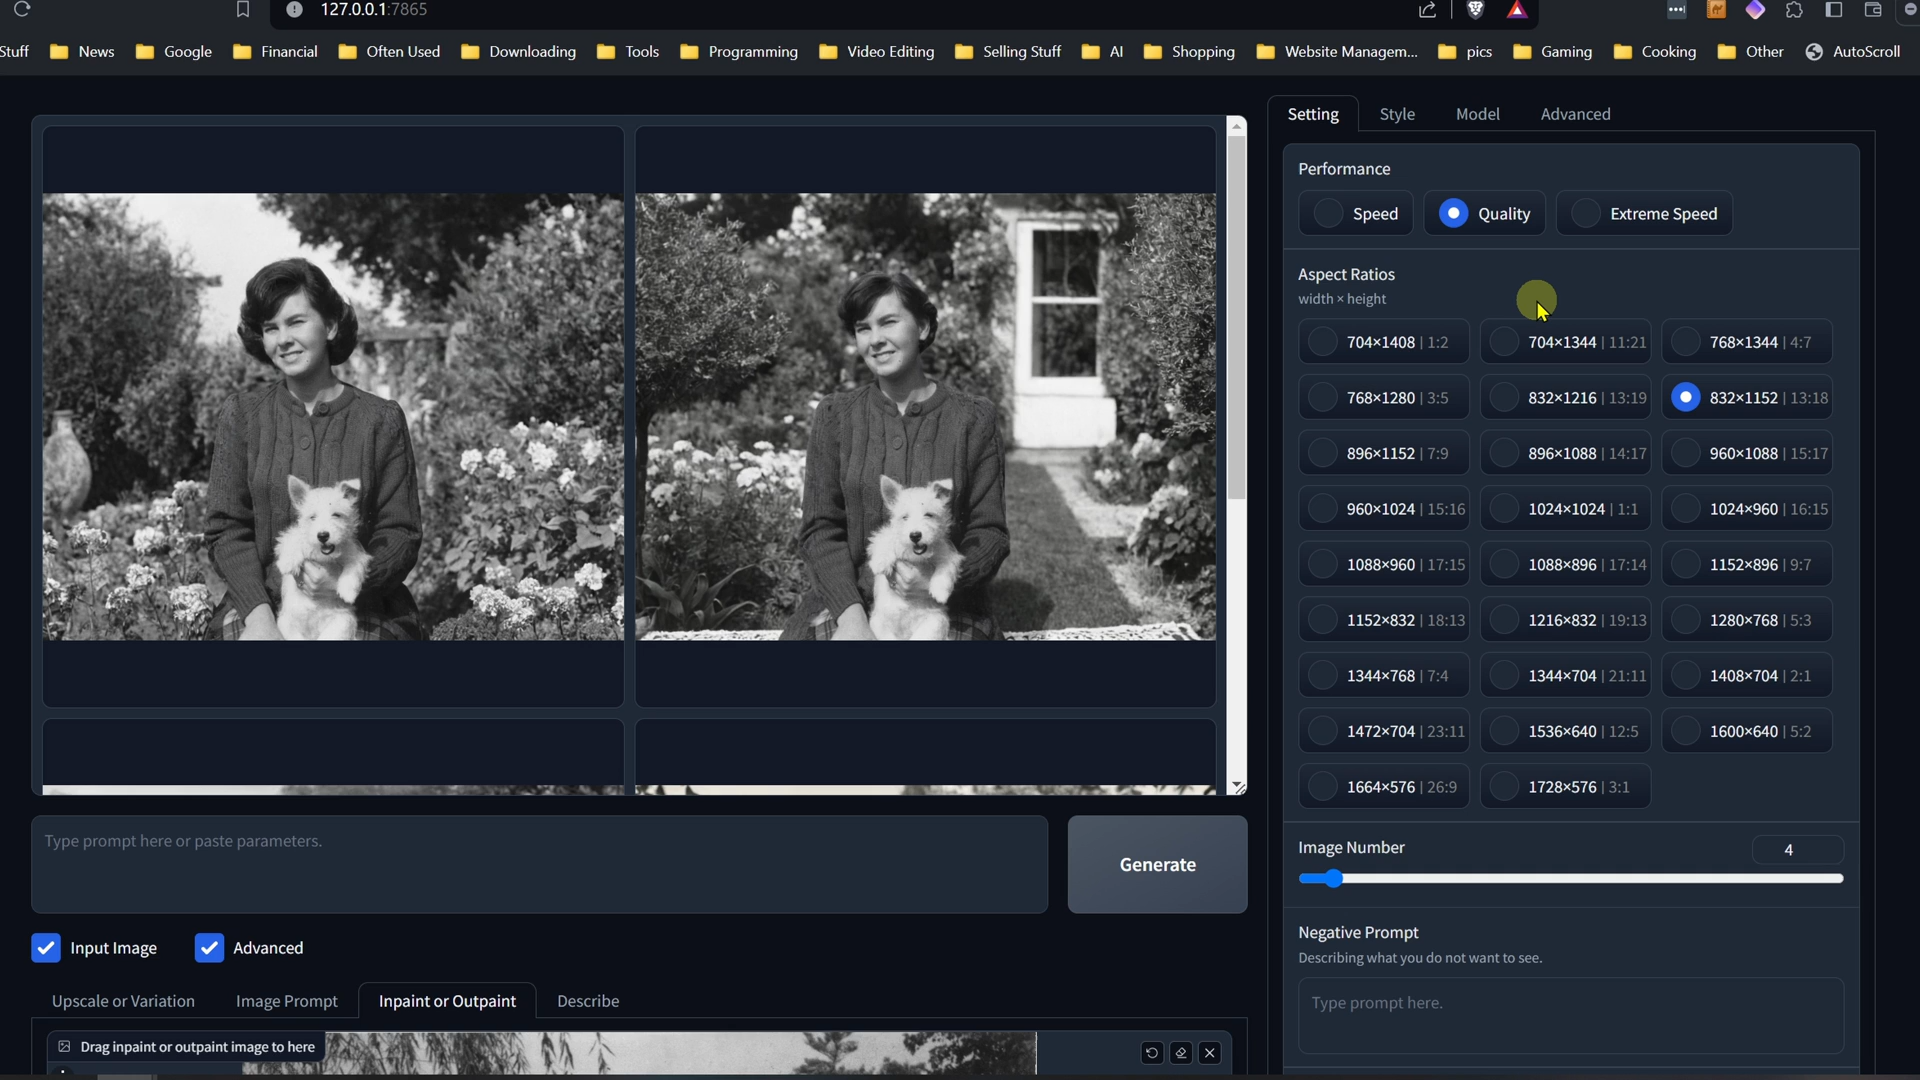 127.0.0.1:7865
Stuff News Google Financial Often Used Downloading Tools Programming Video Editing Selling Stuff AI Shopping Website Managem... pics Gaming Cooking Other AutoScroll
Setting Style Model Advanced
Performance
Speed Quality Extreme Speed
Aspect Ratios
width × height
704×1408 | 1:2 704×1344 | 11:21 768×1344 | 4:7
768×1280 | 3:5 832×1216 | 13:19 832×1152 | 13:18
896×1152 | 7:9 896×1088 | 14:17 960×1088 | 15:17
960×1024 | 15:16 1024×1024 | 1:1 1024×960 | 16:15
1088×960 | 17:15 1088×896 | 17:14 1152×896 | 9:7
1152×832 | 18:13 1216×832 | 19:13 1280×768 | 5:3
1344×768 | 7:4 1344×704 | 21:11 1408×704 | 2:1
1472×704 | 23:11 1536×640 | 12:5 1600×640 | 5:2
1664×576 | 26:9 1728×576 | 3:1
Image Number 4
Negative Prompt
Describing what you do not want to see.
Type prompt here.
Type prompt here or paste parameters.
Generate
Input Image Advanced
Upscale or Variation Image Prompt Inpaint or Outpaint Describe
Drag inpaint or outpaint image to here